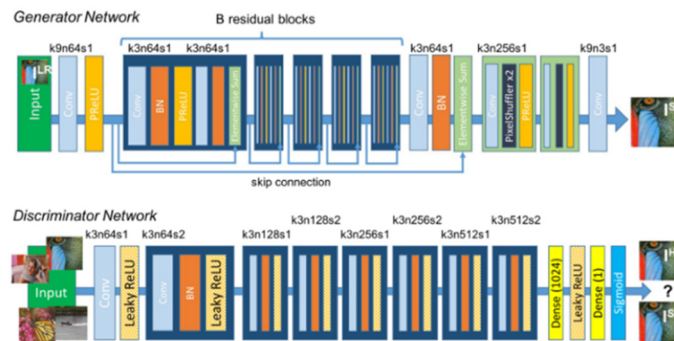 Generator Network
B residual blocks
k9n64s1
k3n64s1
k3n64s1
k3n64s1
k3n256s1
k9n3s1
I^LR
Input
Conv
PReLU
Conv
BN
PReLU
Elementwise Sum
Conv
BN
Elementwise Sum
Conv
PixelShuffler x2
PReLU
Conv
I^S
skip connection
Discriminator Network
k3n64s1
k3n64s2
k3n128s1
k3n128s2
k3n256s1
k3n256s2
k3n512s1
k3n512s2
Input
Conv
Leaky ReLU
Conv
BN
Leaky ReLU
Dense (1024)
Leaky ReLU
Dense (1)
Sigmoid
I^H
?
I^S